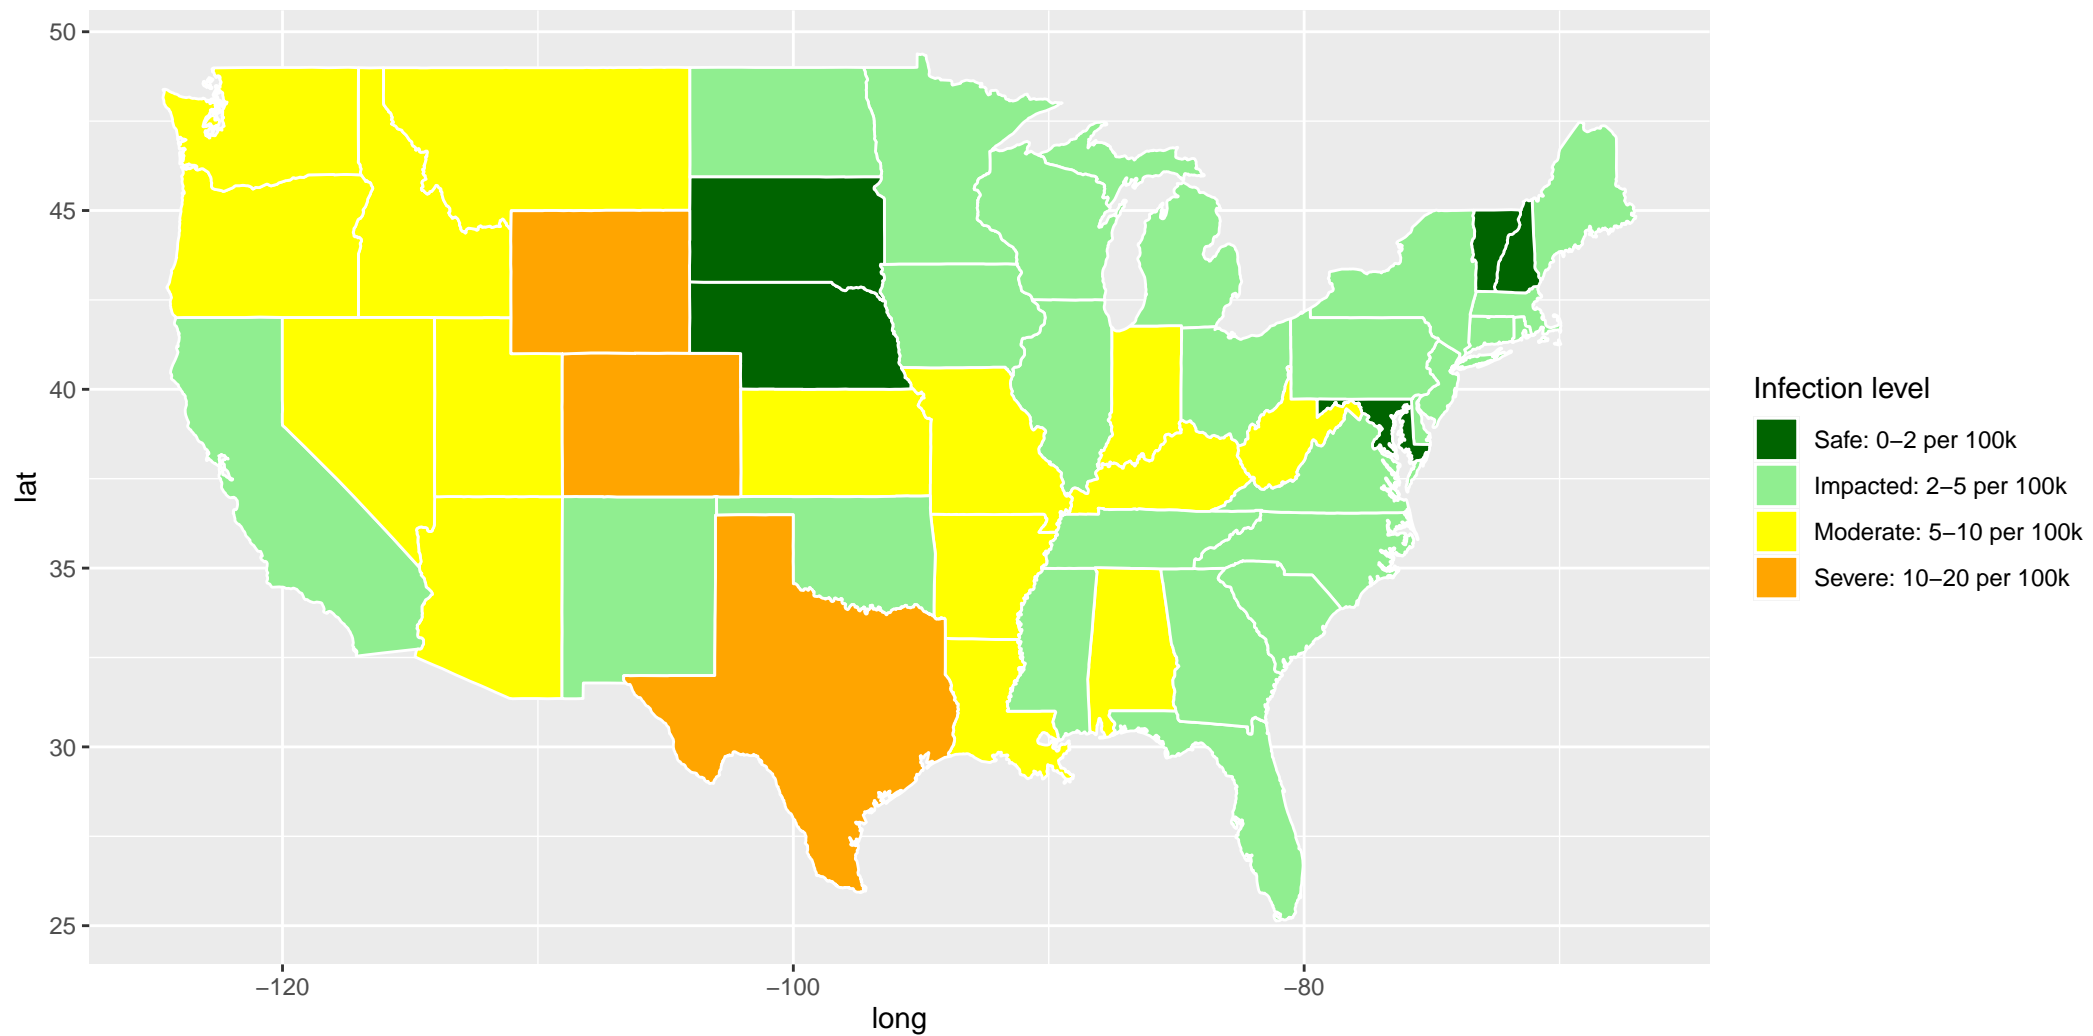 50
45
40
35
30
25
lat
−120
−100
−80
long
Infection level
Safe: 0−2 per 100k
Impacted: 2−5 per 100k
Moderate: 5−10 per 100k
Severe: 10−20 per 100k